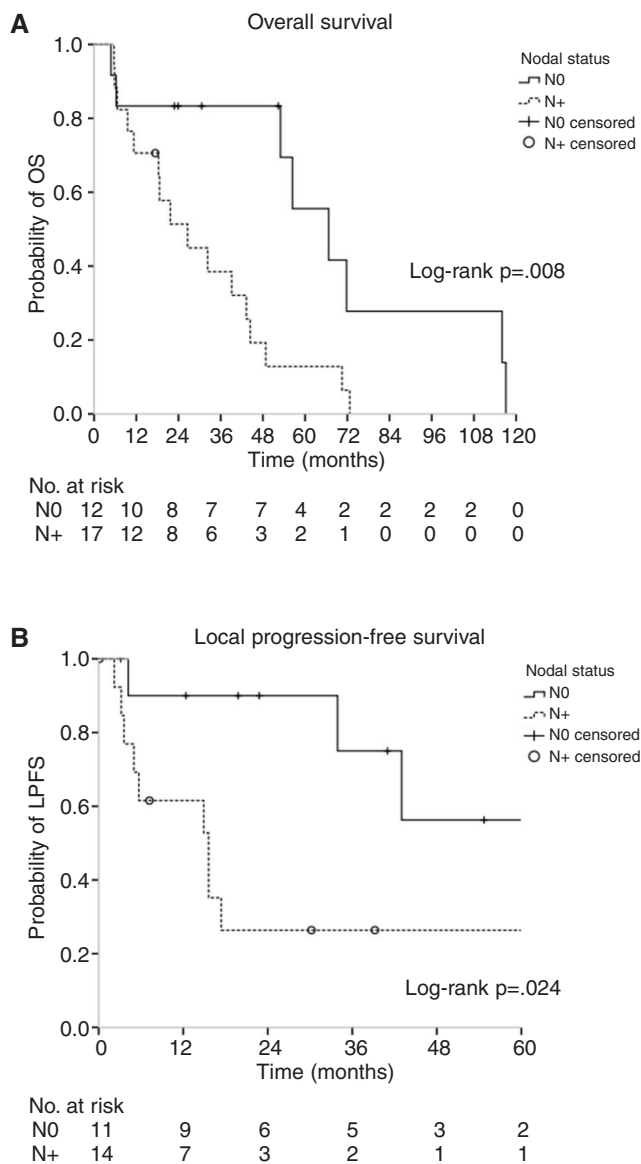 A
Overall survival
1.0
0.8
0.6
0.4
0.2
0.0
Probability of OS
Nodal status
N0
N+
N0 censored
N+ censored
Log-rank p=.008
0 12 24 36 48 60 72 84 96 108 120
Time (months)
No. at risk
N0 12 10 8 7 7 4 2 2 2 2 0
N+ 17 12 8 6 3 2 1 0 0 0 0
B
Local progression-free survival
1.0
0.8
0.6
0.4
0.2
0.0
Probability of LPFS
Nodal status
N0
N+
N0 censored
N+ censored
Log-rank p=.024
0 12 24 36 48 60
Time (months)
No. at risk
N0 11 9 6 5 3 2
N+ 14 7 3 2 1 1